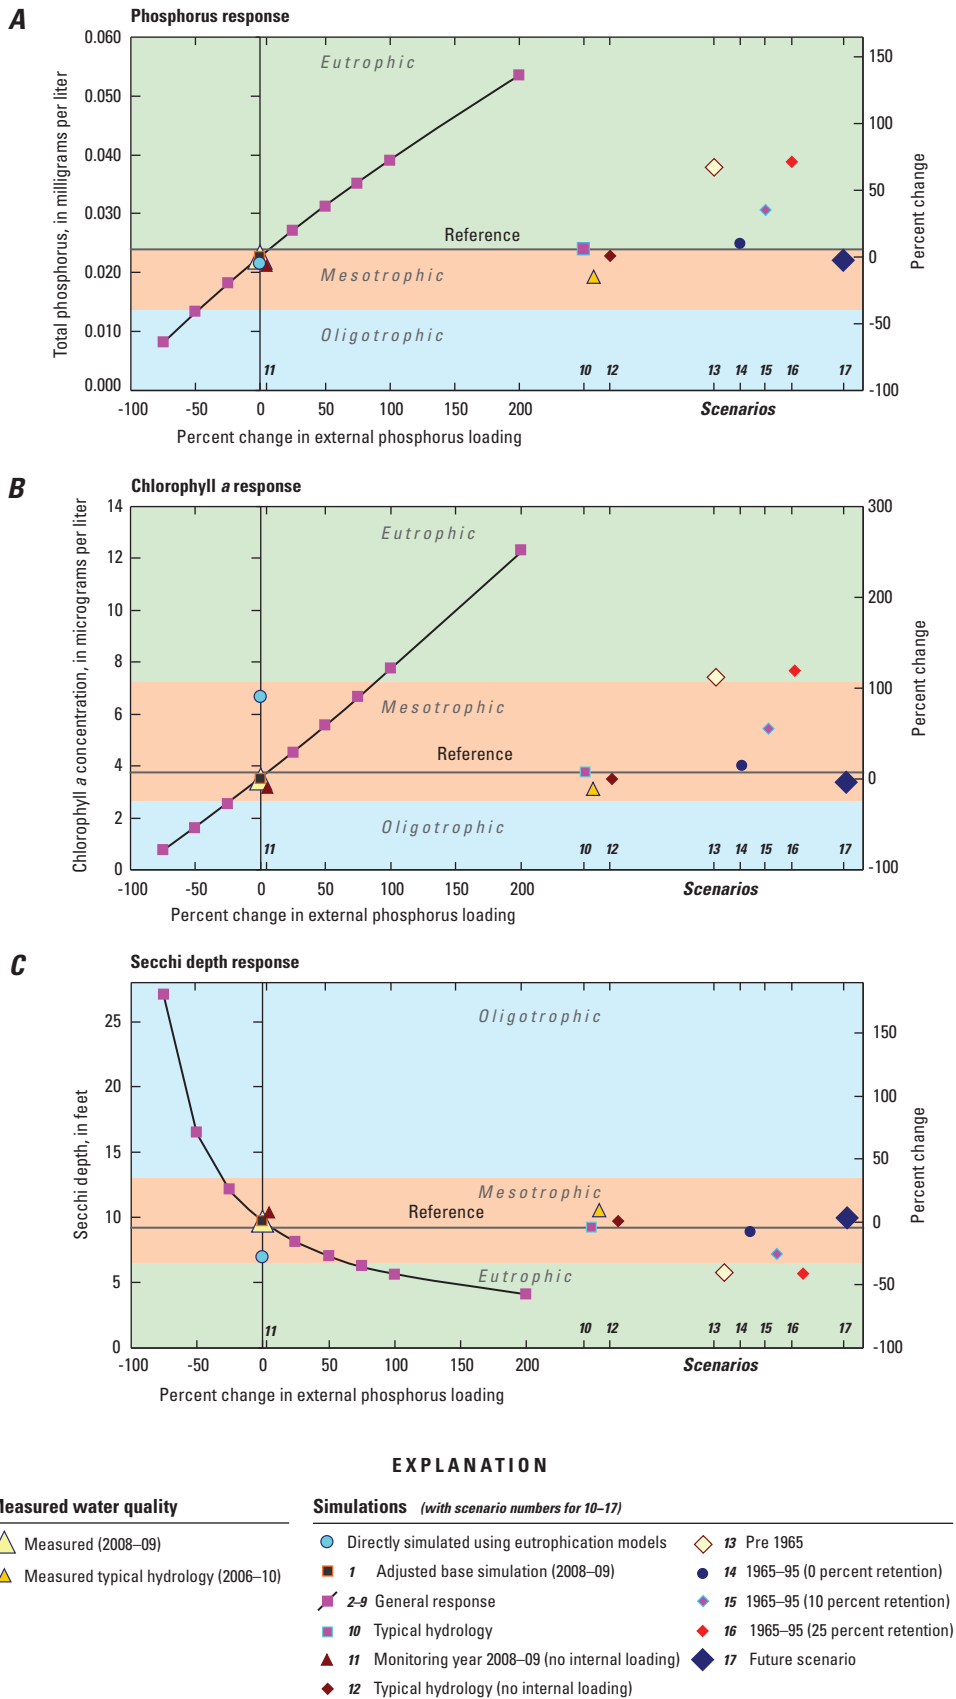 A
Phosphorus response
0.060
0.050
0.040
0.030
0.020
0.010
0.000
Total phosphorus, in milligrams per liter
150
100
50
0
-50
-100
Percent change
Eutrophic
Reference
Mesotrophic
Oligotrophic
11
10
12
13
14
15
16
17
-100
-50
0
50
100
150
200
Scenarios
Percent change in external phosphorus loading
B
Chlorophyll a response
14
12
10
8
6
4
2
0
Chlorophyll a concentration, in micrograms per liter
300
200
100
0
-100
Percent change
Eutrophic
Mesotrophic
Reference
Oligotrophic
11
10
12
13
14
15
16
17
-100
-50
0
50
100
150
200
Scenarios
Percent change in external phosphorus loading
C
Secchi depth response
25
20
15
10
5
0
Secchi depth, in feet
150
100
50
0
-50
-100
Percent change
Oligotrophic
Mesotrophic
Reference
Eutrophic
11
10
12
13
14
15
16
17
-100
-50
0
50
100
150
200
Scenarios
Percent change in external phosphorus loading
EXPLANATION
water quality
Measured (2008–09)
Measured typical hydrology (2006–10)
Simulations (with scenario numbers for 10–17)
Directly simulated using eutrophication models
1 Adjusted base simulation (2008–09)
2–9 General response
10 Typical hydrology
11 Monitoring year 2008–09 (no internal loading)
12 Typical hydrology (no internal loading)
13 Pre 1965
14 1965–95 (0 percent retention)
15 1965–95 (10 percent retention)
16 1965–95 (25 percent retention)
17 Future scenario